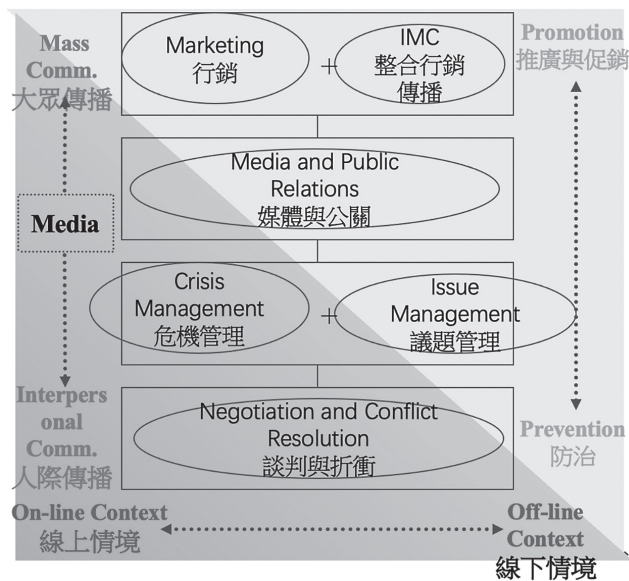 Mass
Comm.
大眾傳播
Marketing
行銷
+
IMC
整合行銷
傳播
Promotion
推廣與促銷
Media and Public
Relations
媒體與公關
Media
Crisis
Management
危機管理
+
Issue
Management
議題管理
Interpers
onal
Comm.
人際傳播
Negotiation and Conflict
Resolution
談判與折衝
Prevention
防治
On-line Context
線上情境
Off-line
Context
線下情境